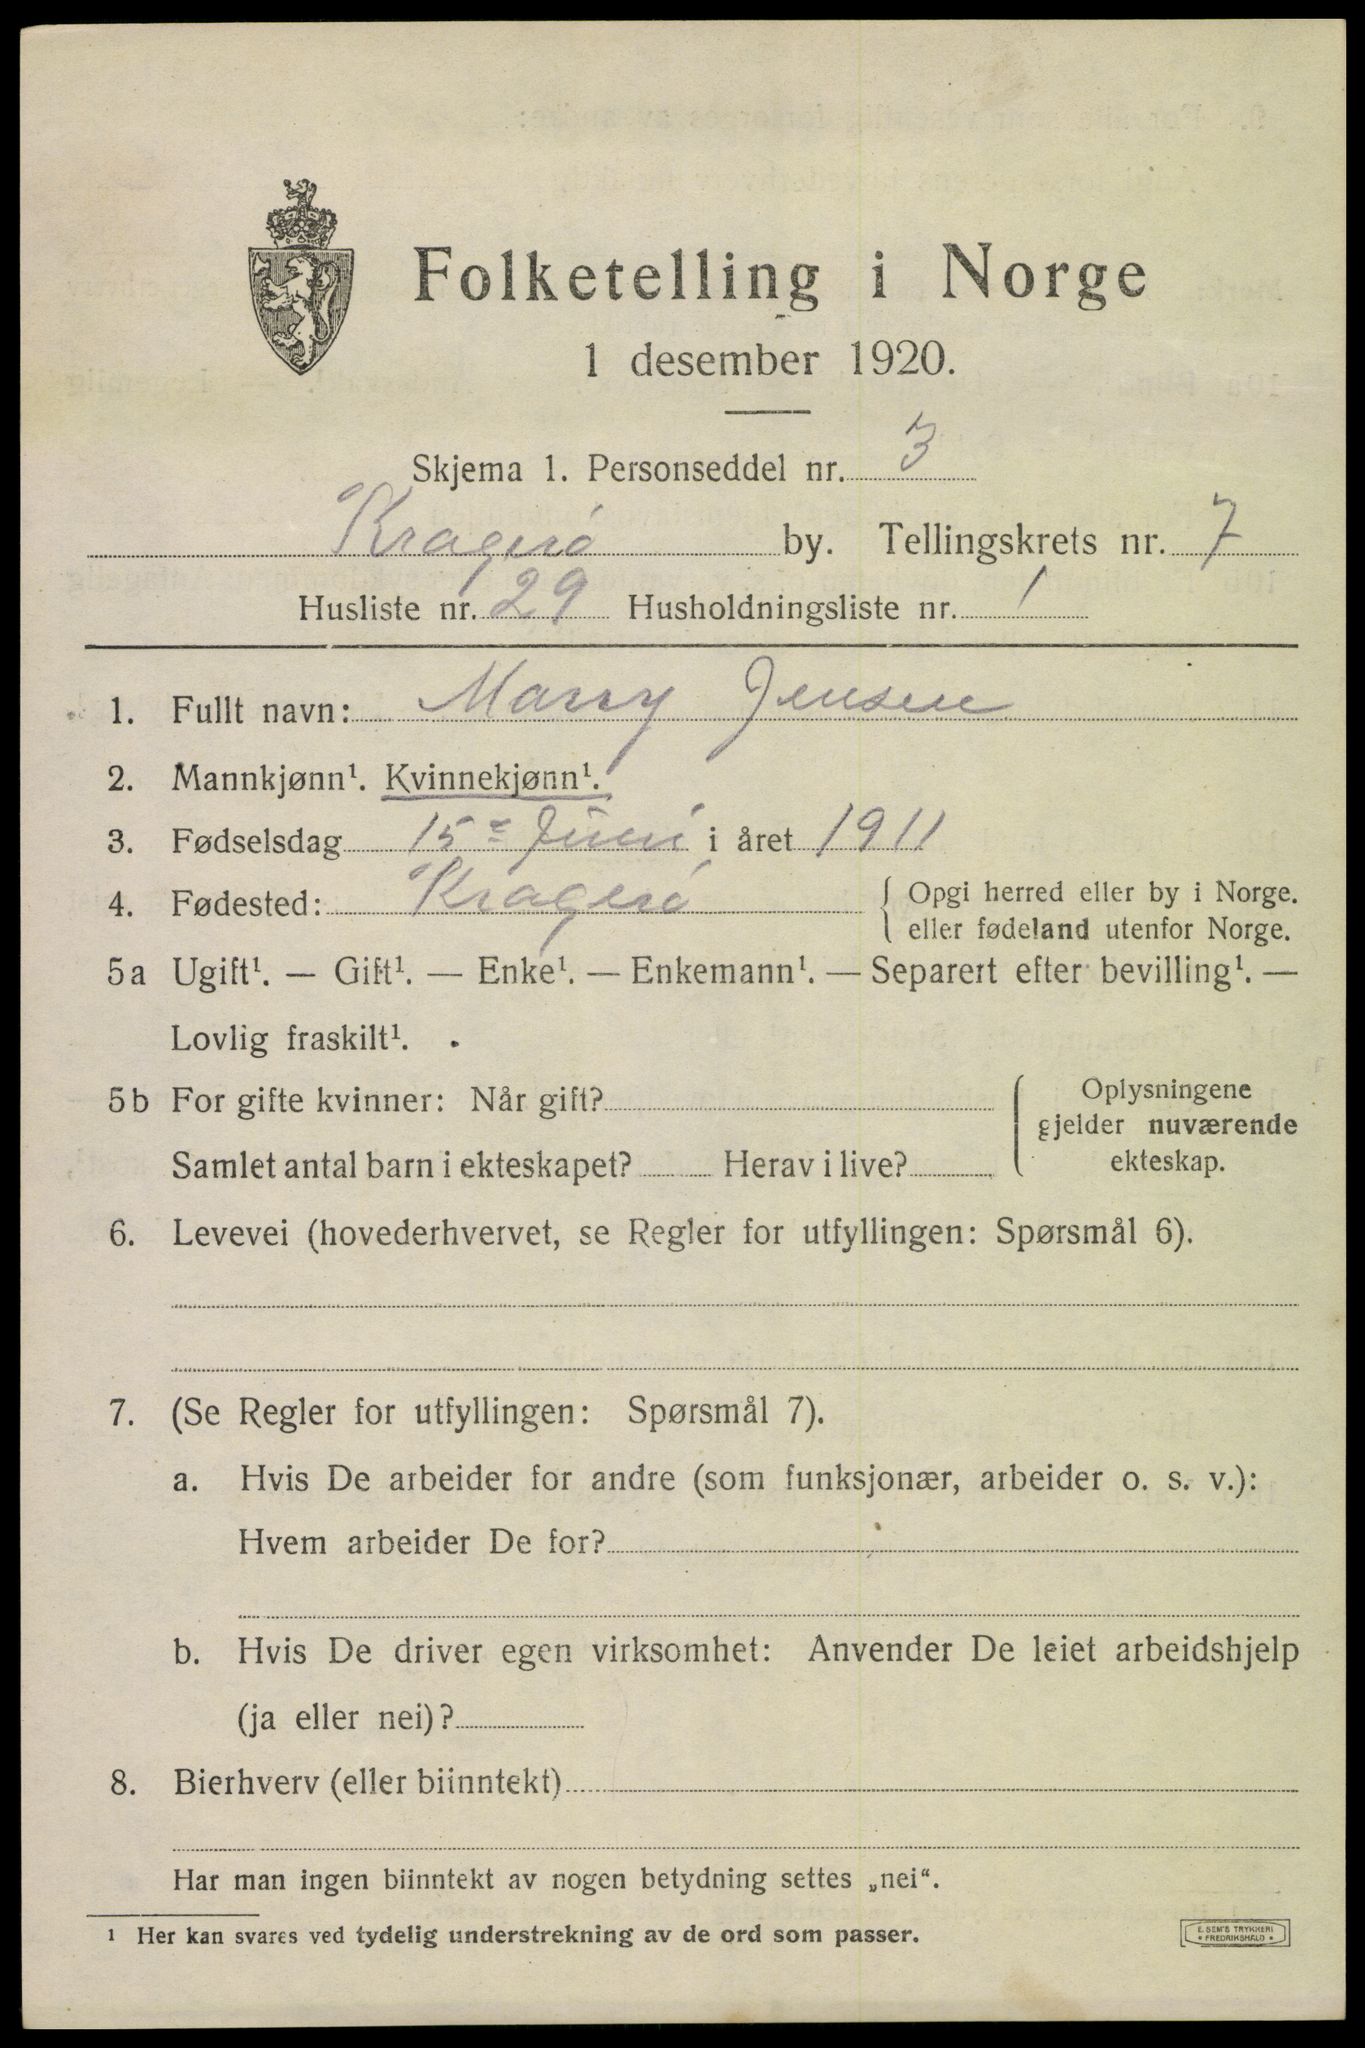 Folketelling i Norge
1 desember 1920.
Skjema 1. Personseddel nr. 3
Kragerø by. Tellingskrets nr. 7
Husliste nr. 29 Husholdningsliste nr. 1
1. Fullt navn: Marry Jensen
2. Mannkjønn¹. Kvinnekjønn¹.
3. Fødselsdag 15 Juni i året 1911
4. Fødested: Kragerø { Opgi herred eller by i Norge.
eller fødeland utenfor Norge.
5a Ugift¹. — Gift¹. — Enke¹. — Enkemann¹. — Separert efter bevilling¹. —
Lovlig fraskilt¹.
5b For gifte kvinner: Når gift?
Samlet antal barn i ekteskapet? Herav i live?
Oplysningene
gjelder nuværende
ekteskap.
6. Levevei (hovederhvervet, se Regler for utfyllingen: Spørsmål 6).
7. (Se Regler for utfyllingen: Spørsmål 7).
a. Hvis De arbeider for andre (som funksjonær, arbeider o. s. v.):
Hvem arbeider De for?
b. Hvis De driver egen virksomhet: Anvender De leiet arbeidshjelp
(ja eller nei)?
8. Bierhverv (eller biinntekt)
Har man ingen biinntekt av nogen betydning settes „nei“.
1 Her kan svares ved tydelig understrekning av de ord som passer.
E. SEM'S TRYKKERI
FREDRIKSHALD